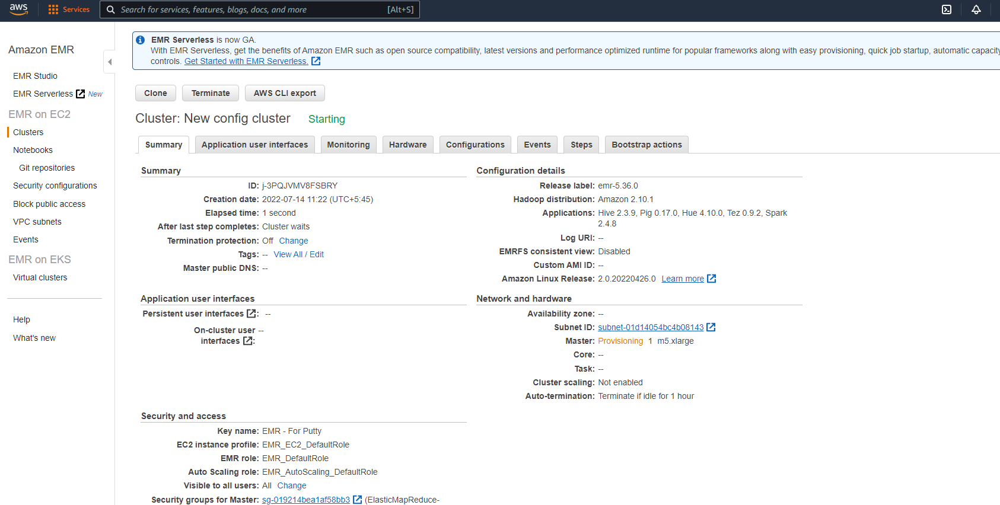 aws
Services
Search for services, features, blogs, docs, and more
[Alt+S]
Amazon EMR
EMR Studio
EMR Serverless New
EMR on EC2
Clusters
Notebooks
Git repositories
Security configurations
Block public access
VPC subnets
Events
EMR on EKS
Virtual clusters
Help
What's new
EMR Serverless is now GA.
With EMR Serverless, get the benefits of Amazon EMR such as open source compatibility, latest versions and performance optimized runtime for popular frameworks along with easy provisioning, quick job startup, automatic capacity
controls. Get Started with EMR Serverless.
Clone
Terminate
AWS CLI export
Cluster: New config cluster Starting
Summary
Application user interfaces
Monitoring
Hardware
Configurations
Events
Steps
Bootstrap actions
Summary
ID: j-3PQJVMV8FSBRY
Creation date: 2022-07-14 11:22 (UTC+5:45)
Elapsed time: 1 second
After last step completes: Cluster waits
Termination protection: Off Change
Tags: -- View All / Edit
Master public DNS: --
Configuration details
Release label: emr-5.36.0
Hadoop distribution: Amazon 2.10.1
Applications: Hive 2.3.9, Pig 0.17.0, Hue 4.10.0, Tez 0.9.2, Spark
2.4.8
Log URI: --
EMRFS consistent view: Disabled
Custom AMI ID: --
Amazon Linux Release: 2.0.20220426.0 Learn more
Application user interfaces
Persistent user interfaces : --
On-cluster user --
interfaces :
Network and hardware
Availability zone: --
Subnet ID: subnet-01d14054bc4b08143
Master: Provisioning 1 m5.xlarge
Core: --
Task: --
Cluster scaling: Not enabled
Auto-termination: Terminate if idle for 1 hour
Security and access
Key name: EMR - For Putty
EC2 instance profile: EMR_EC2_DefaultRole
EMR role: EMR_DefaultRole
Auto Scaling role: EMR_AutoScaling_DefaultRole
Visible to all users: All Change
Security groups for Master: sg-019214bea1af58bb3 (ElasticMapReduce-